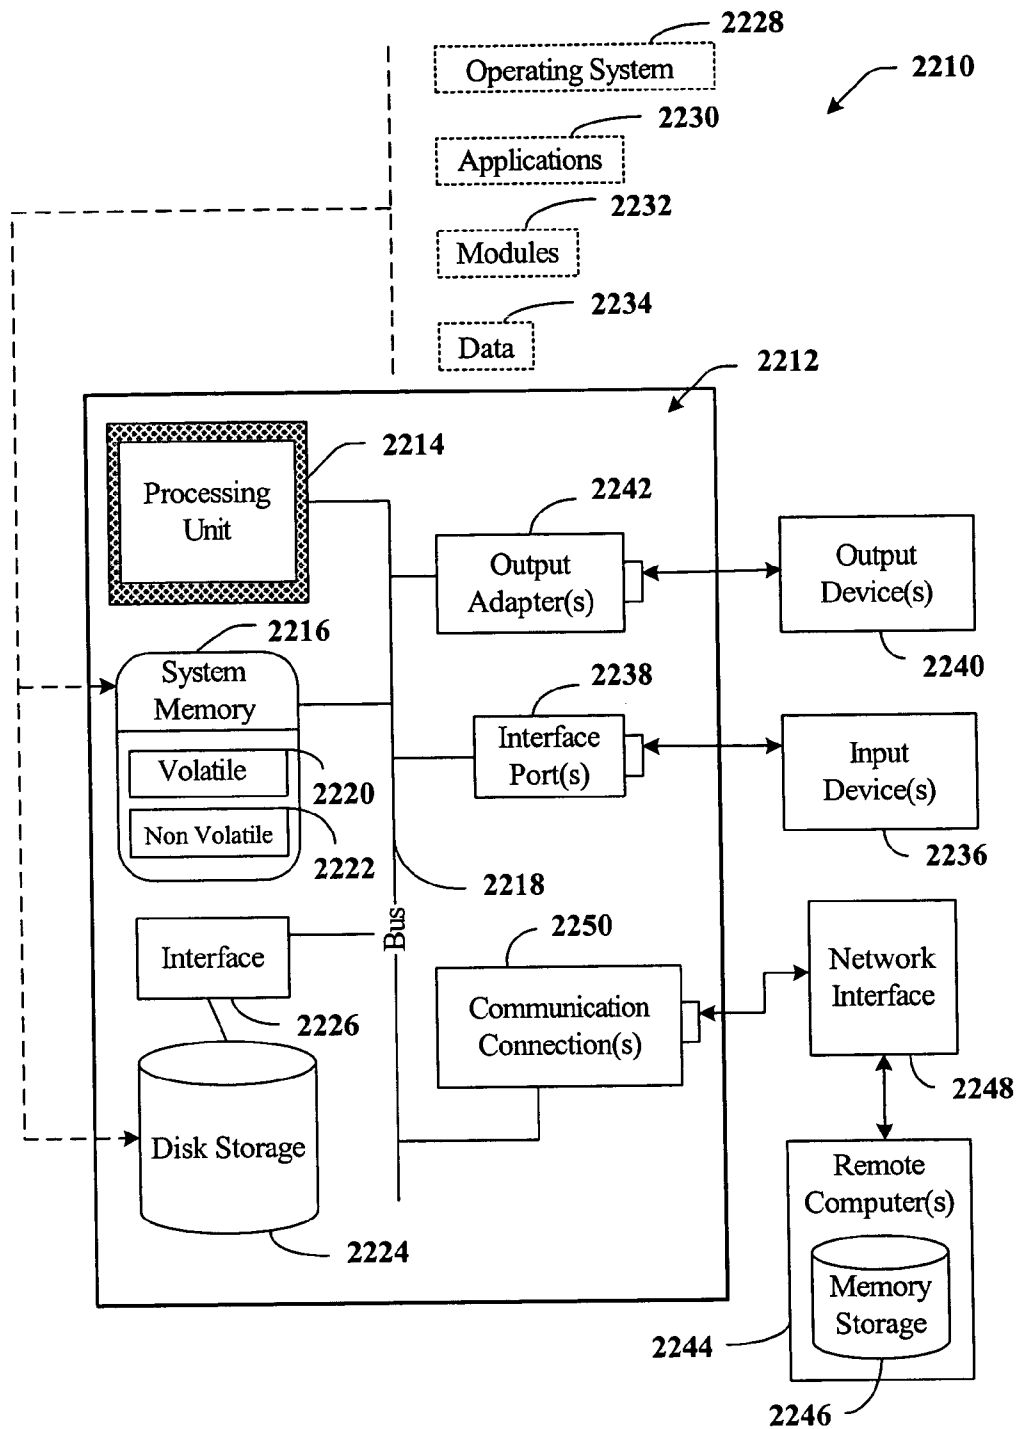 2228
Operating System
2210
2230
Applications
2232
Modules
2234
Data
2212
2214
Processing
Unit
2242
Output
Adapter(s)
Output
Device(s)
2240
2216
System
Memory
2238
Interface
Port(s)
Input
Device(s)
2236
Volatile
2220
Non Volatile
2222
2218
Bus
2250
Interface
2226
Communication
Connection(s)
Network
Interface
2248
Disk Storage
2224
Remote
Computer(s)
Memory
Storage
2244
2246